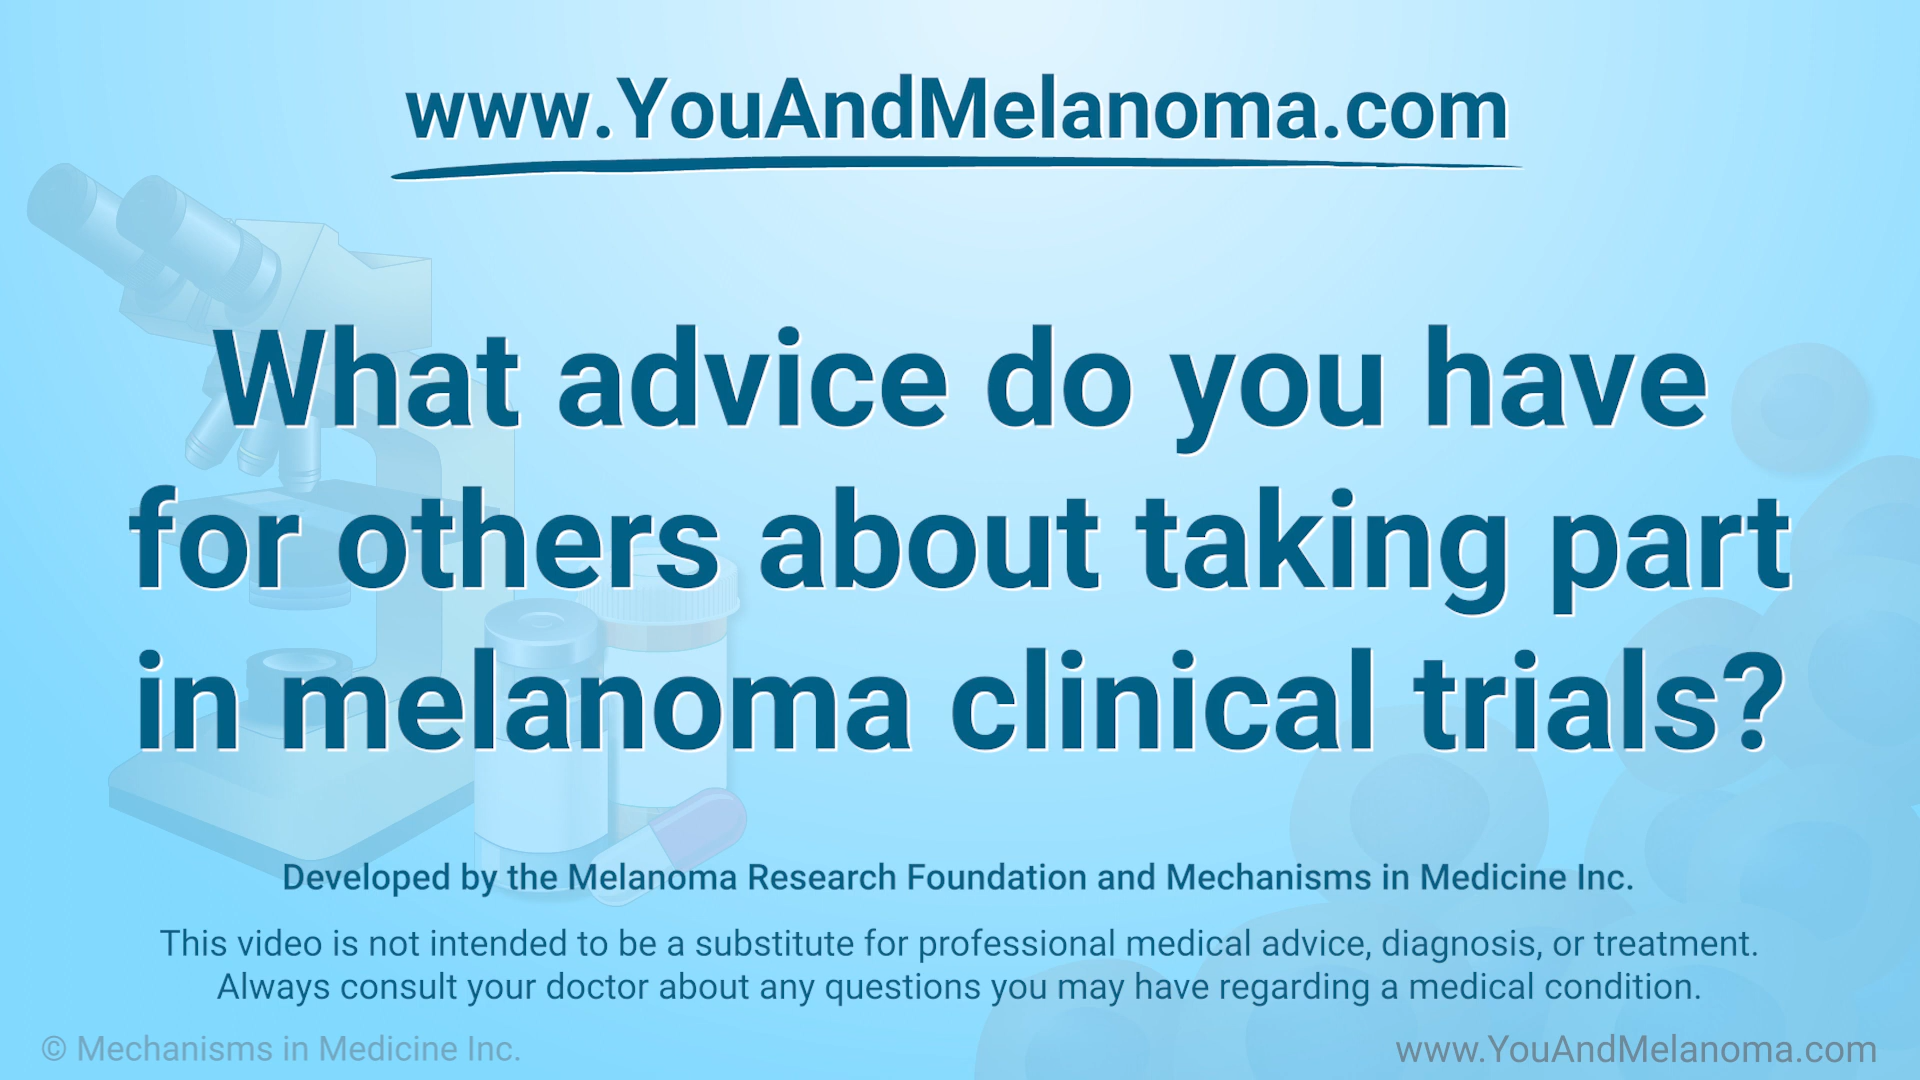 www.YouAndMelanoma.com
What advice do you have
for others about taking part
in melanoma clinical trials?
Developed by the Melanoma Research Foundation and Mechanisms in Medicine Inc.
This video is not intended to be a substitute for professional medical advice, diagnosis, or treatment.
Always consult your doctor about any questions you may have regarding a medical condition.
© Mechanisms in Medicine Inc.
www.YouAndMelanoma.com